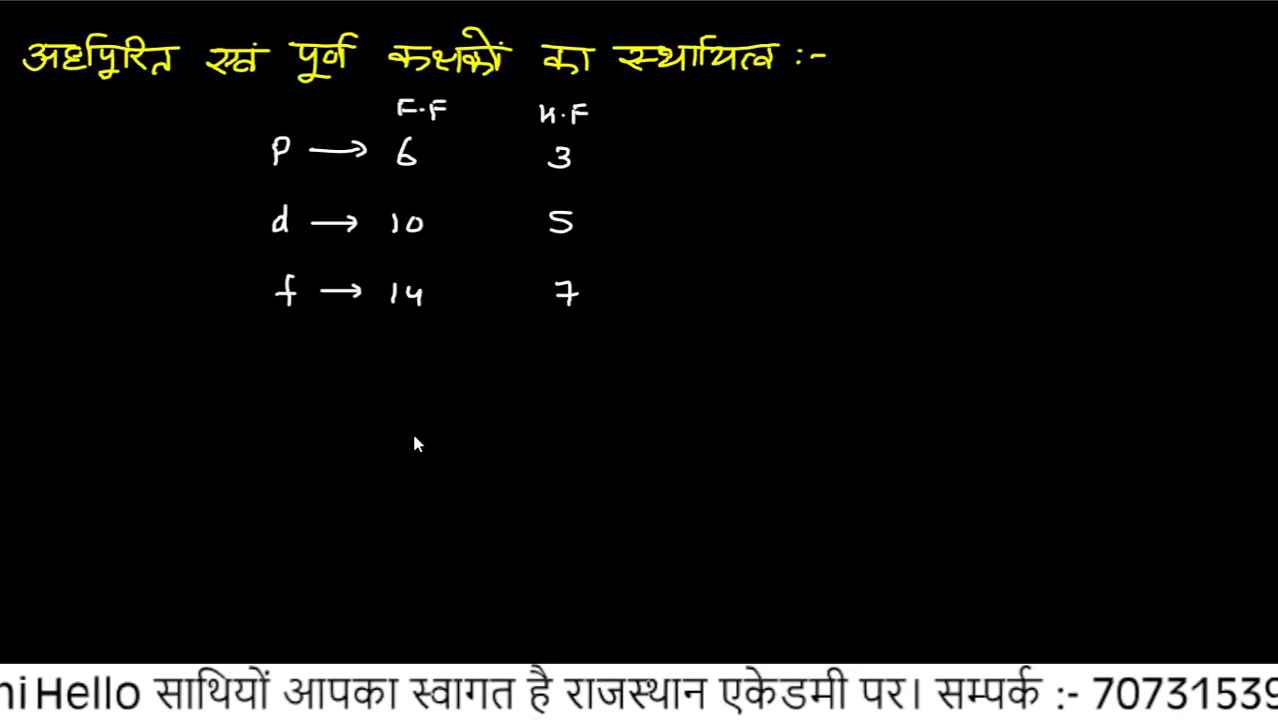 अर्द्धपुरित एवं पूर्ण कक्षकों का स्थायित्व :-
F.F H.F
p → 6 3
d → 10 5
f → 14 7
Hello साथियों आपका स्वागत है राजस्थान एकेडमी पर। सम्पर्क :- 70731539